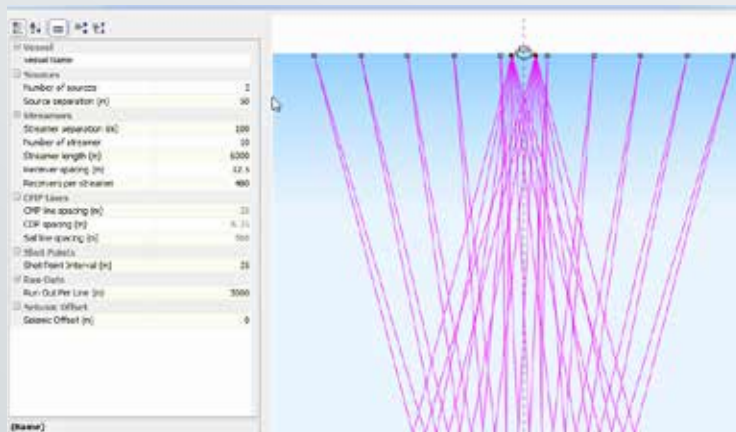 Vessel
Vessel Name
Sources
Number of sources 2
Source separation (m) 50
Streamers
Streamer separation (m) 100
Number of streamer 10
Streamer length (m) 6000
Receiver spacing (m) 12.5
Receivers per streamer 480
CMP Lines
CMP line spacing (m) 25
CDP spacing (m) 6.25
Sail line spacing (m) 500
Shot Points
Shot Point Interval (m) 25
Run Out Per Line (m)
Seismic Offset
Seismic Offset (m) 0
(Name)